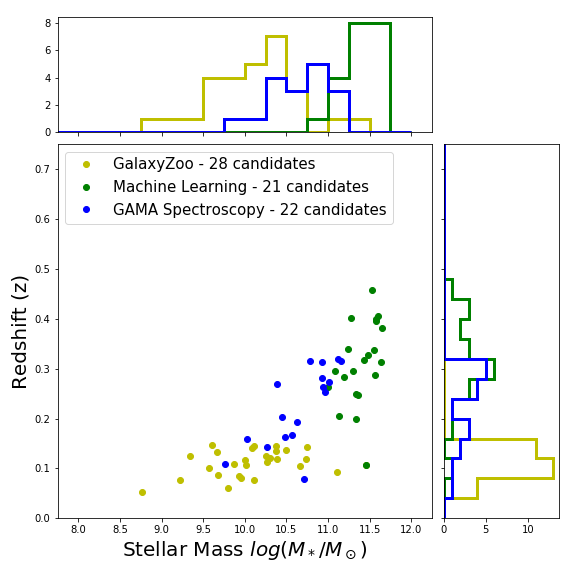 8
6
4
2
0
GalaxyZoo - 28 candidates
Machine Learning - 21 candidates
GAMA Spectroscopy - 22 candidates
0.7
0.6
0.5
0.4
0.3
0.2
0.1
0.0
Redshift (z)
8.0 8.5 9.0 9.5 10.0 10.5 11.0 11.5 12.0
Stellar Mass log(M*/M⊙)
0 5 10